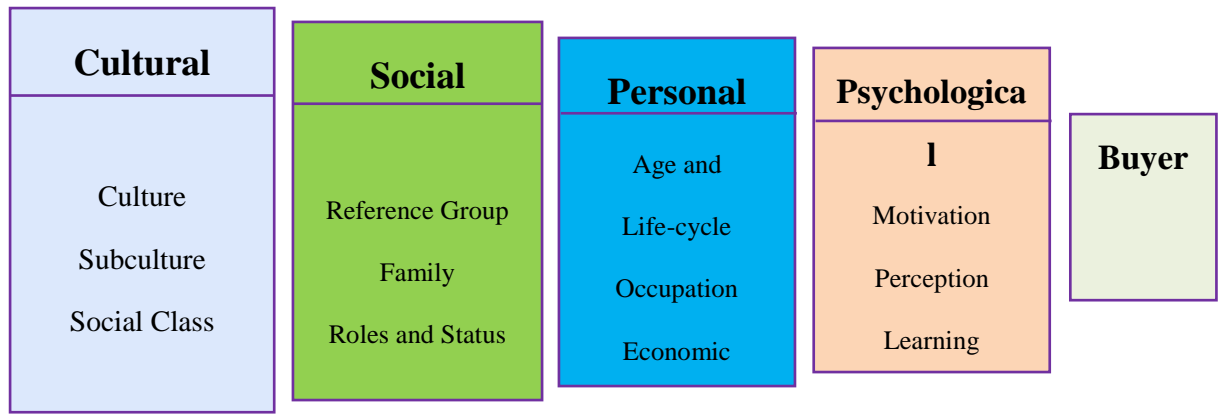 Cultural
Culture
Subculture
Social Class
Social
Reference Group
Family
Roles and Status
Personal
Age and
Life-cycle
Occupation
Economic
Psychologica
l
Motivation
Perception
Learning
Buyer